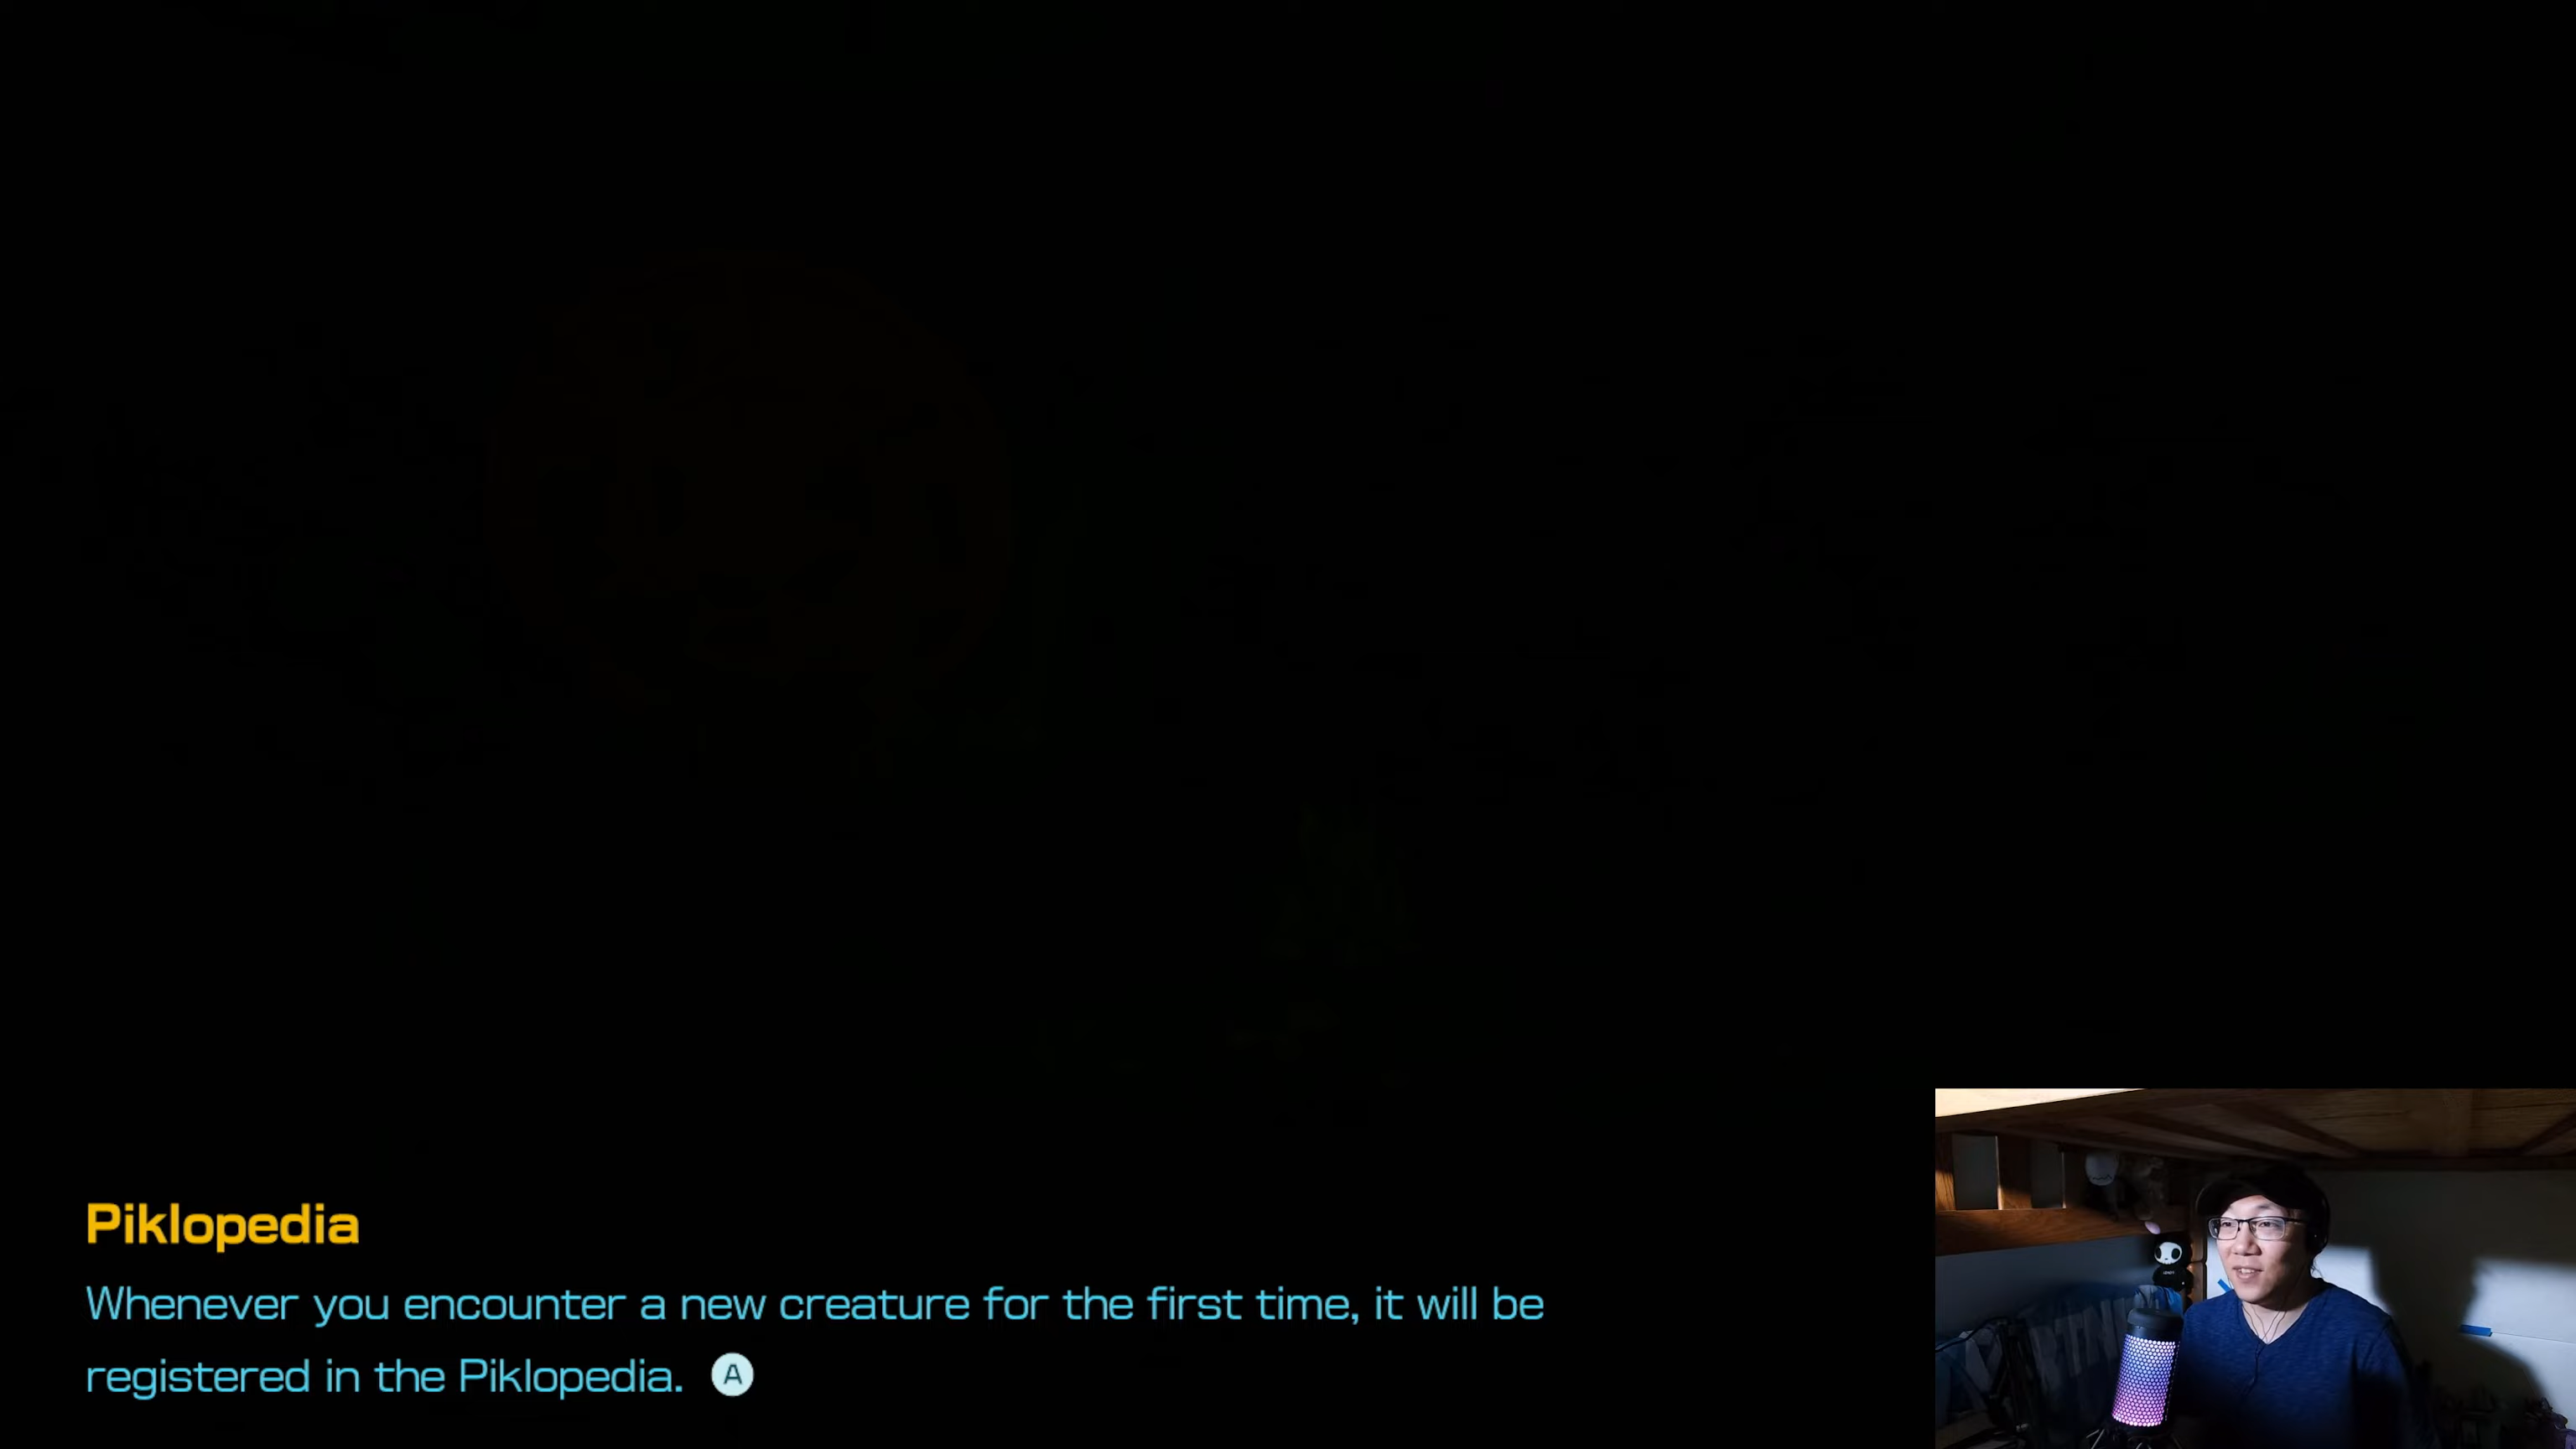 Piklopedia
Whenever you encounter a new creature for the first time, it will be
registered in the Piklopedia. A